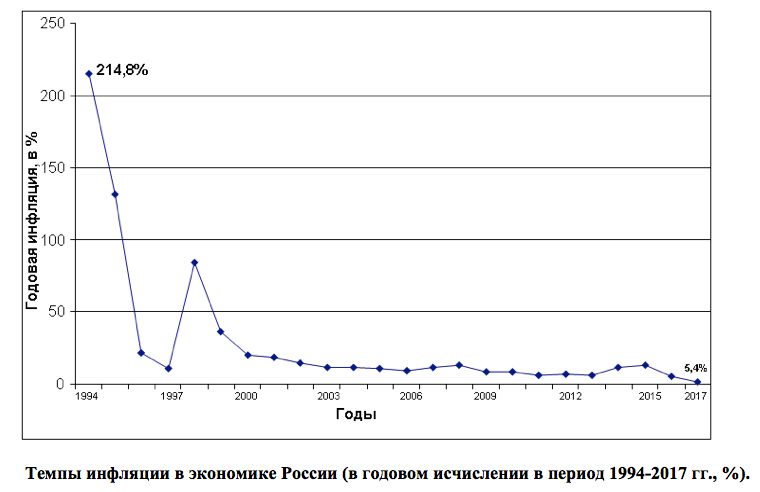 250
214,8%
200
150
100
50
0
Годовая инфляция, в %
5,4%
1994 1997 2000 2003 2006 2009 2012 2015 2017
Годы
Темпы инфляции в экономике России (в годовом исчислении в период 1994-2017 гг., %).